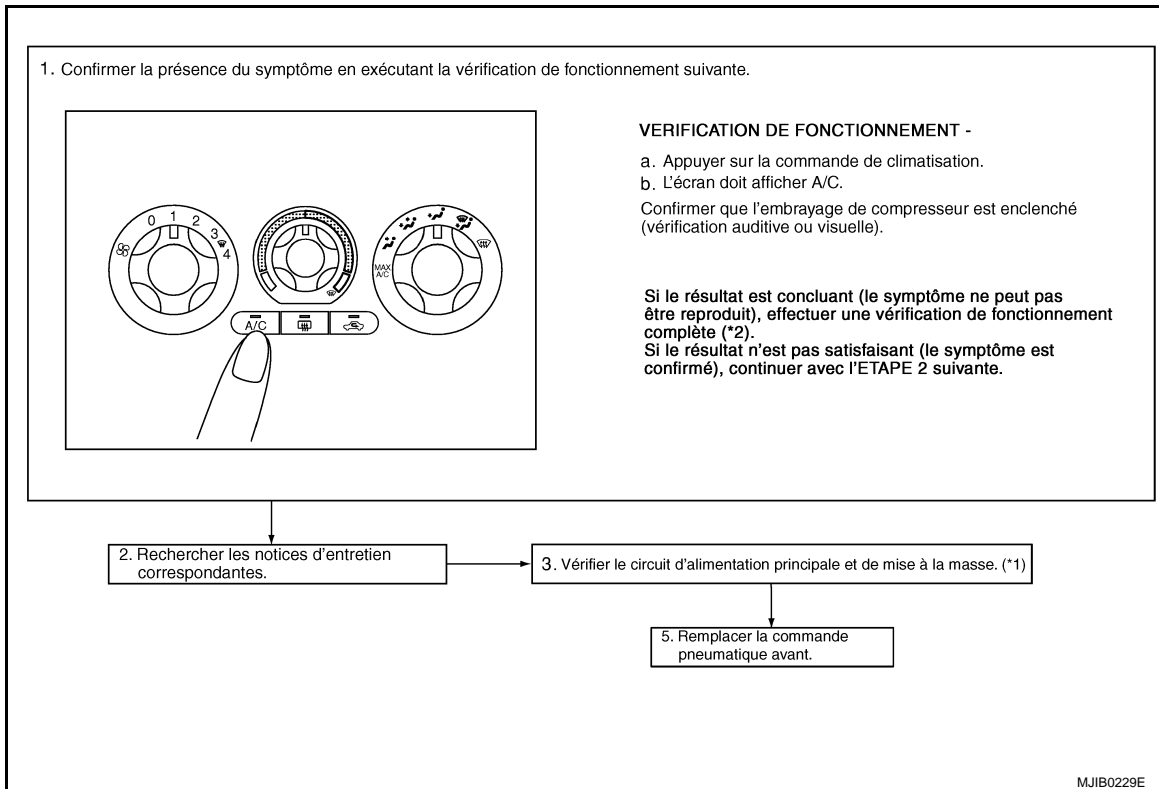 1. Confirmer la présence du symptôme en exécutant la vérification de fonctionnement suivante.
0 1 2 3 4
MAX
A/C
A/C
VERIFICATION DE FONCTIONNEMENT -
a. Appuyer sur la commande de climatisation.
b. L'écran doit afficher A/C.
Confirmer que l'embrayage de compresseur est enclenché
(vérification auditive ou visuelle).
Si le résultat est concluant (le symptôme ne peut pas
être reproduit), effectuer une vérification de fonctionnement
complète (*2).
Si le résultat n'est pas satisfaisant (le symptôme est
confirmé), continuer avec l'ETAPE 2 suivante.
2. Rechercher les notices d'entretien
correspondantes.
3. Vérifier le circuit d'alimentation principale et de mise à la masse. (*1)
5. Remplacer la commande
pneumatique avant.
MJIB0229E